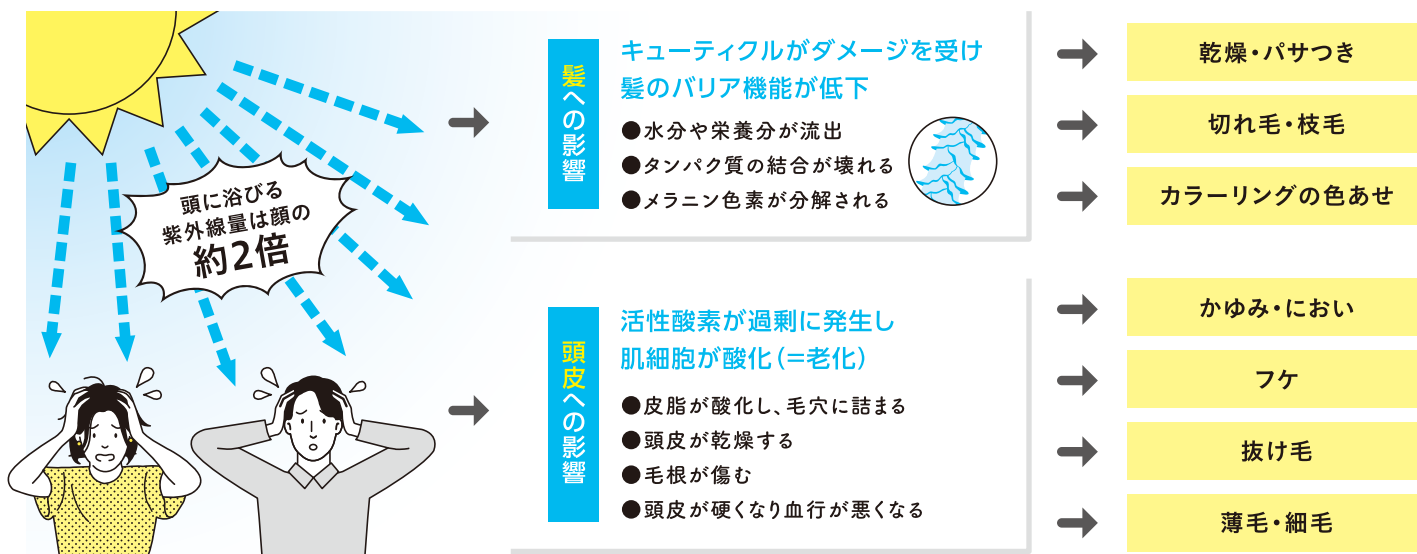 頭に浴びる
紫外線量は顔の
約2倍
髪への影響
キューティクルがダメージを受け
髪のバリア機能が低下
●水分や栄養分が流出
●タンパク質の結合が壊れる
●メラニン色素が分解される
乾燥・パサつき
切れ毛・枝毛
カラーリングの色あせ
頭皮への影響
活性酸素が過剰に発生し
肌細胞が酸化(=老化)
●皮脂が酸化し、毛穴に詰まる
●頭皮が乾燥する
●毛根が傷む
●頭皮が硬くなり血行が悪くなる
かゆみ・におい
フケ
抜け毛
薄毛・細毛